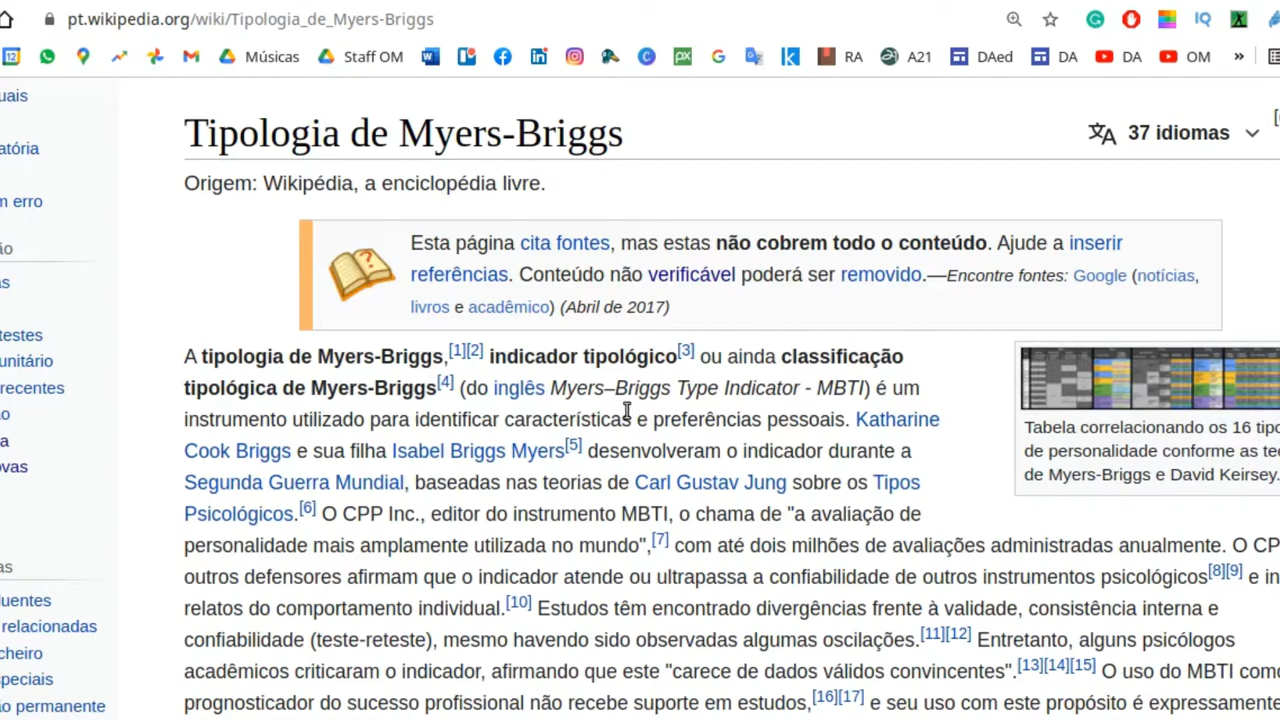 pt.wikipedia.org/wiki/Tipologia_de_Myers-Briggs
IQ
12 Músicas Staff OM RA A21 DAed DA DA OM »
uais
Tipologia de Myers-Briggs
37 idiomas
atória
Origem: Wikipédia, a enciclopédia livre.
m erro
ão
Esta página cita fontes, mas estas não cobrem todo o conteúdo. Ajude a inserir
referências. Conteúdo não verificável poderá ser removido.—Encontre fontes: Google (notícias,
livros e acadêmico) (Abril de 2017)
as
testes
unitário
recentes
ão
a
ovas
A tipologia de Myers-Briggs,[1][2] indicador tipológico[3] ou ainda classificação
tipológica de Myers-Briggs[4] (do inglês Myers–Briggs Type Indicator - MBTI) é um
instrumento utilizado para identificar características e preferências pessoais. Katharine
Cook Briggs e sua filha Isabel Briggs Myers[5] desenvolveram o indicador durante a
Segunda Guerra Mundial, baseadas nas teorias de Carl Gustav Jung sobre os Tipos
Psicológicos.[6] O CPP Inc., editor do instrumento MBTI, o chama de "a avaliação de
personalidade mais amplamente utilizada no mundo",[7] com até dois milhões de avaliações administradas anualmente. O CP
outros defensores afirmam que o indicador atende ou ultrapassa a confiabilidade de outros instrumentos psicológicos[8][9] e in
relatos do comportamento individual.[10] Estudos têm encontrado divergências frente à validade, consistência interna e
confiabilidade (teste-reteste), mesmo havendo sido observadas algumas oscilações.[11][12] Entretanto, alguns psicólogos
acadêmicos criticaram o indicador, afirmando que este "carece de dados válidos convincentes".[13][14][15] O uso do MBTI como
prognosticador do sucesso profissional não recebe suporte em estudos,[16][17] e seu uso com este propósito é expressamente
Tabela correlacionando os 16 tipo
de personalidade conforme as teo
de Myers-Briggs e David Keirsey.
as
luentes
relacionadas
cheiro
speciais
ão permanente